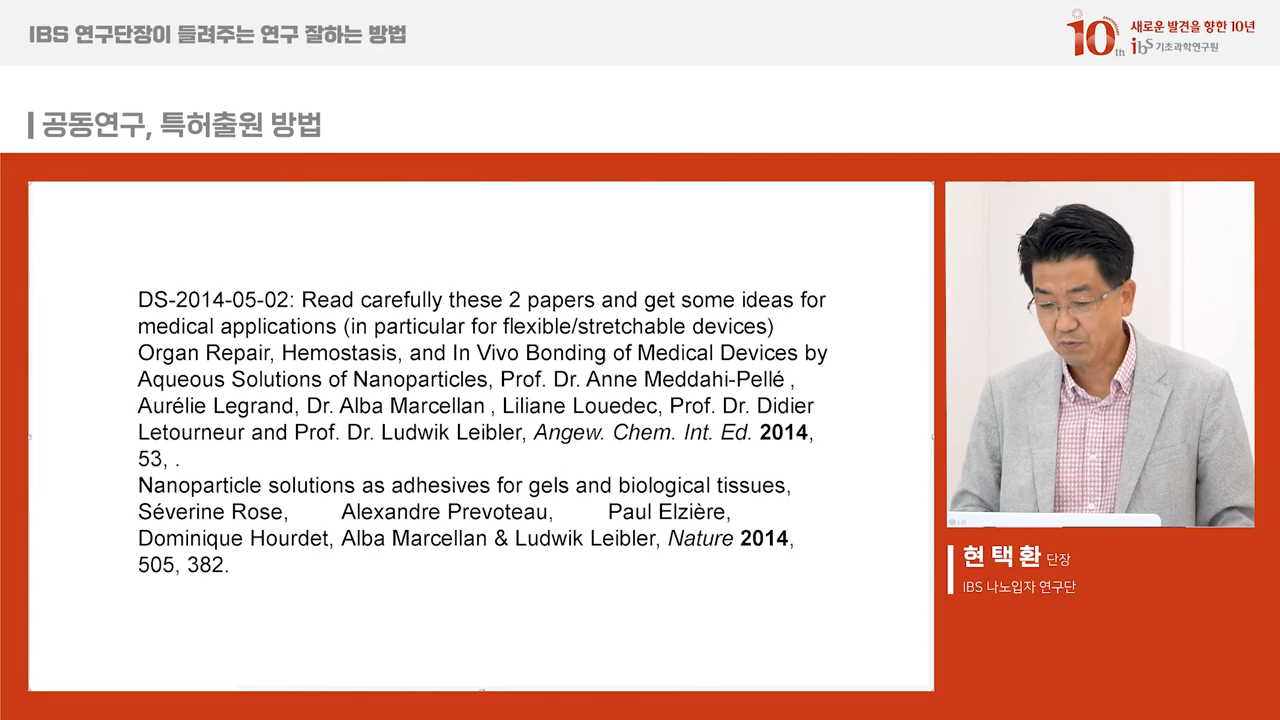 IBS 연구단장이 들려주는 연구 잘하는 방법
10th
ANNIVERSARY
새로운 발견을 향한 10년
ibs 기초과학연구원
공동연구, 특허출원 방법
DS-2014-05-02: Read carefully these 2 papers and get some ideas for
medical applications (in particular for flexible/stretchable devices)
Organ Repair, Hemostasis, and In Vivo Bonding of Medical Devices by
Aqueous Solutions of Nanoparticles, Prof. Dr. Anne Meddahi-Pellé ,
Aurélie Legrand, Dr. Alba Marcellan , Liliane Louedec, Prof. Dr. Didier
Letourneur and Prof. Dr. Ludwik Leibler, Angew. Chem. Int. Ed. 2014,
53, .
Nanoparticle solutions as adhesives for gels and biological tissues,
Séverine Rose, Alexandre Prevoteau, Paul Elzière,
Dominique Hourdet, Alba Marcellan & Ludwik Leibler, Nature 2014,
505, 382.
LG
현택환 단장
IBS 나노입자 연구단